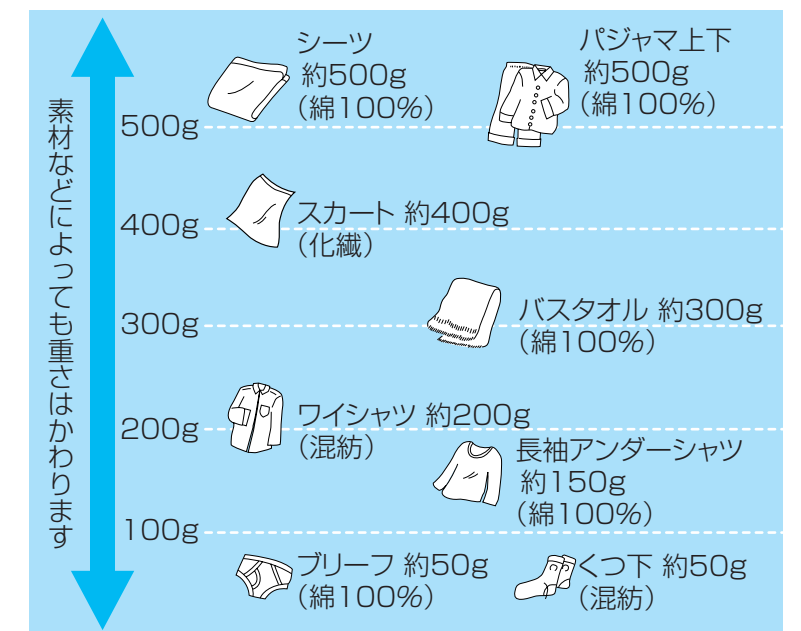 素材などによっても重さはかわります
シーツ
約500g
（綿100%）
パジャマ上下
約500g
（綿100%）
500g
400g
スカート 約400g
（化繊）
300g
バスタオル 約300g
（綿100%）
200g
ワイシャツ 約200g
（混紡）
長袖アンダーシャツ
約150g
（綿100%）
100g
ブリーフ 約50g
（綿100%）
くつ下 約50g
（混紡）